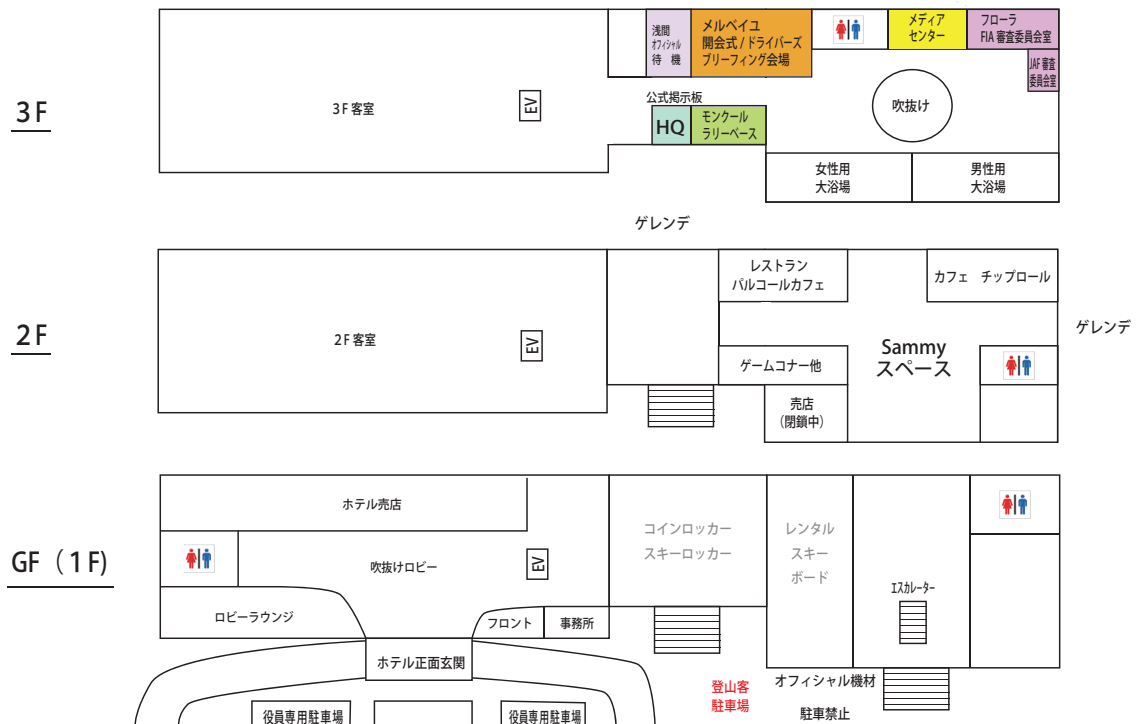 3F
3F 客室
EV
浅間
オフィシャル
待 機
メルベイユ
開会式 / ドライバーズ
ブリーフィング会場
メディア
センター
フローラ
FIA 審査委員会室
JAF 審査
委員会室
公式掲示板
HQ
モンクール
ラリーベース
吹抜け
女性用
大浴場
男性用
大浴場
ゲレンデ
2F
2F 客室
EV
レストラン
パルコールカフェ
カフェ チップロール
ゲームコナー他
Sammy
スペース
売店
(閉鎖中)
ゲレンデ
GF（1F)
ホテル売店
吹抜けロビー
EV
ロビーラウンジ
フロント
事務所
ホテル正面玄関
コインロッカー
スキーロッカー
レンタル
スキー
ボード
エスカレーター
役員専用駐車場
役員専用駐車場
登山客
駐車場
オフィシャル機材
駐車禁止